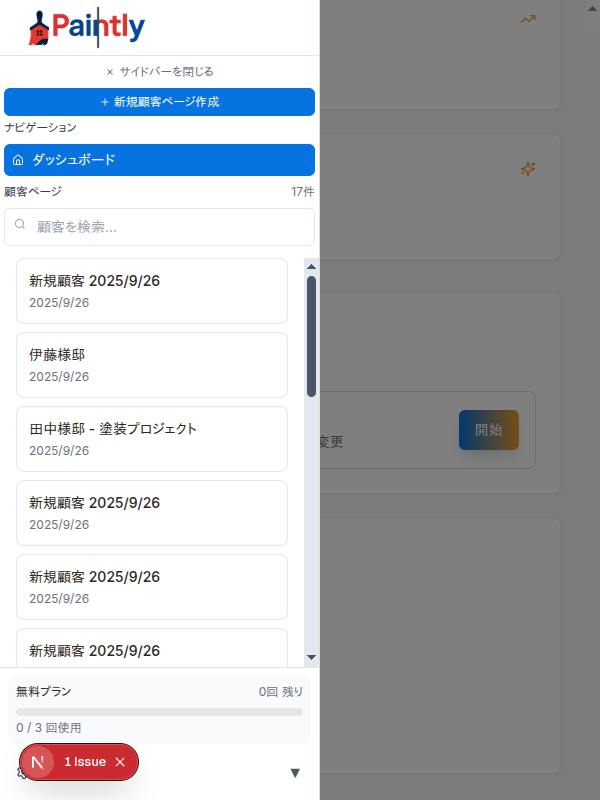 Paintly
× サイドバーを閉じる
+ 新規顧客ページ作成
ナビゲーション
ダッシュボード
顧客ページ 17件
顧客を検索...
新規顧客 2025/9/26
2025/9/26
伊藤様邸
2025/9/26
田中様邸 - 塗装プロジェクト
2025/9/26
新規顧客 2025/9/26
2025/9/26
新規顧客 2025/9/26
2025/9/26
新規顧客 2025/9/26
変更
開始
無料プラン 0回 残り
0 / 3 回使用
N 1 Issue ×